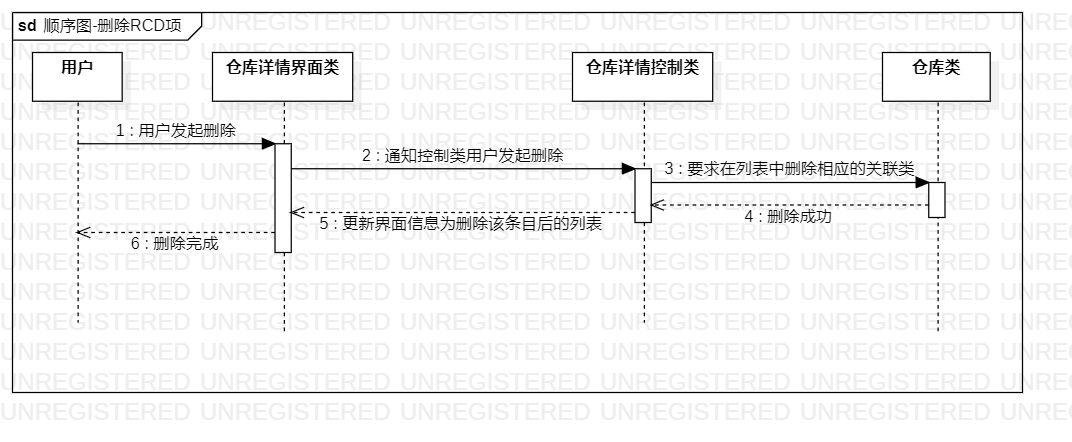 sd 顺序图-删除RCD项
用户
仓库详情界面类
仓库详情控制类
仓库类
1 : 用户发起删除
2 : 通知控制类用户发起删除
3 : 要求在列表中删除相应的关联类
4 : 删除成功
5 : 更新界面信息为删除该条目后的列表
6 : 删除完成
UNREGISTERED UNREGISTERED UNREGISTERED UNREGISTERED UNREGISTERED